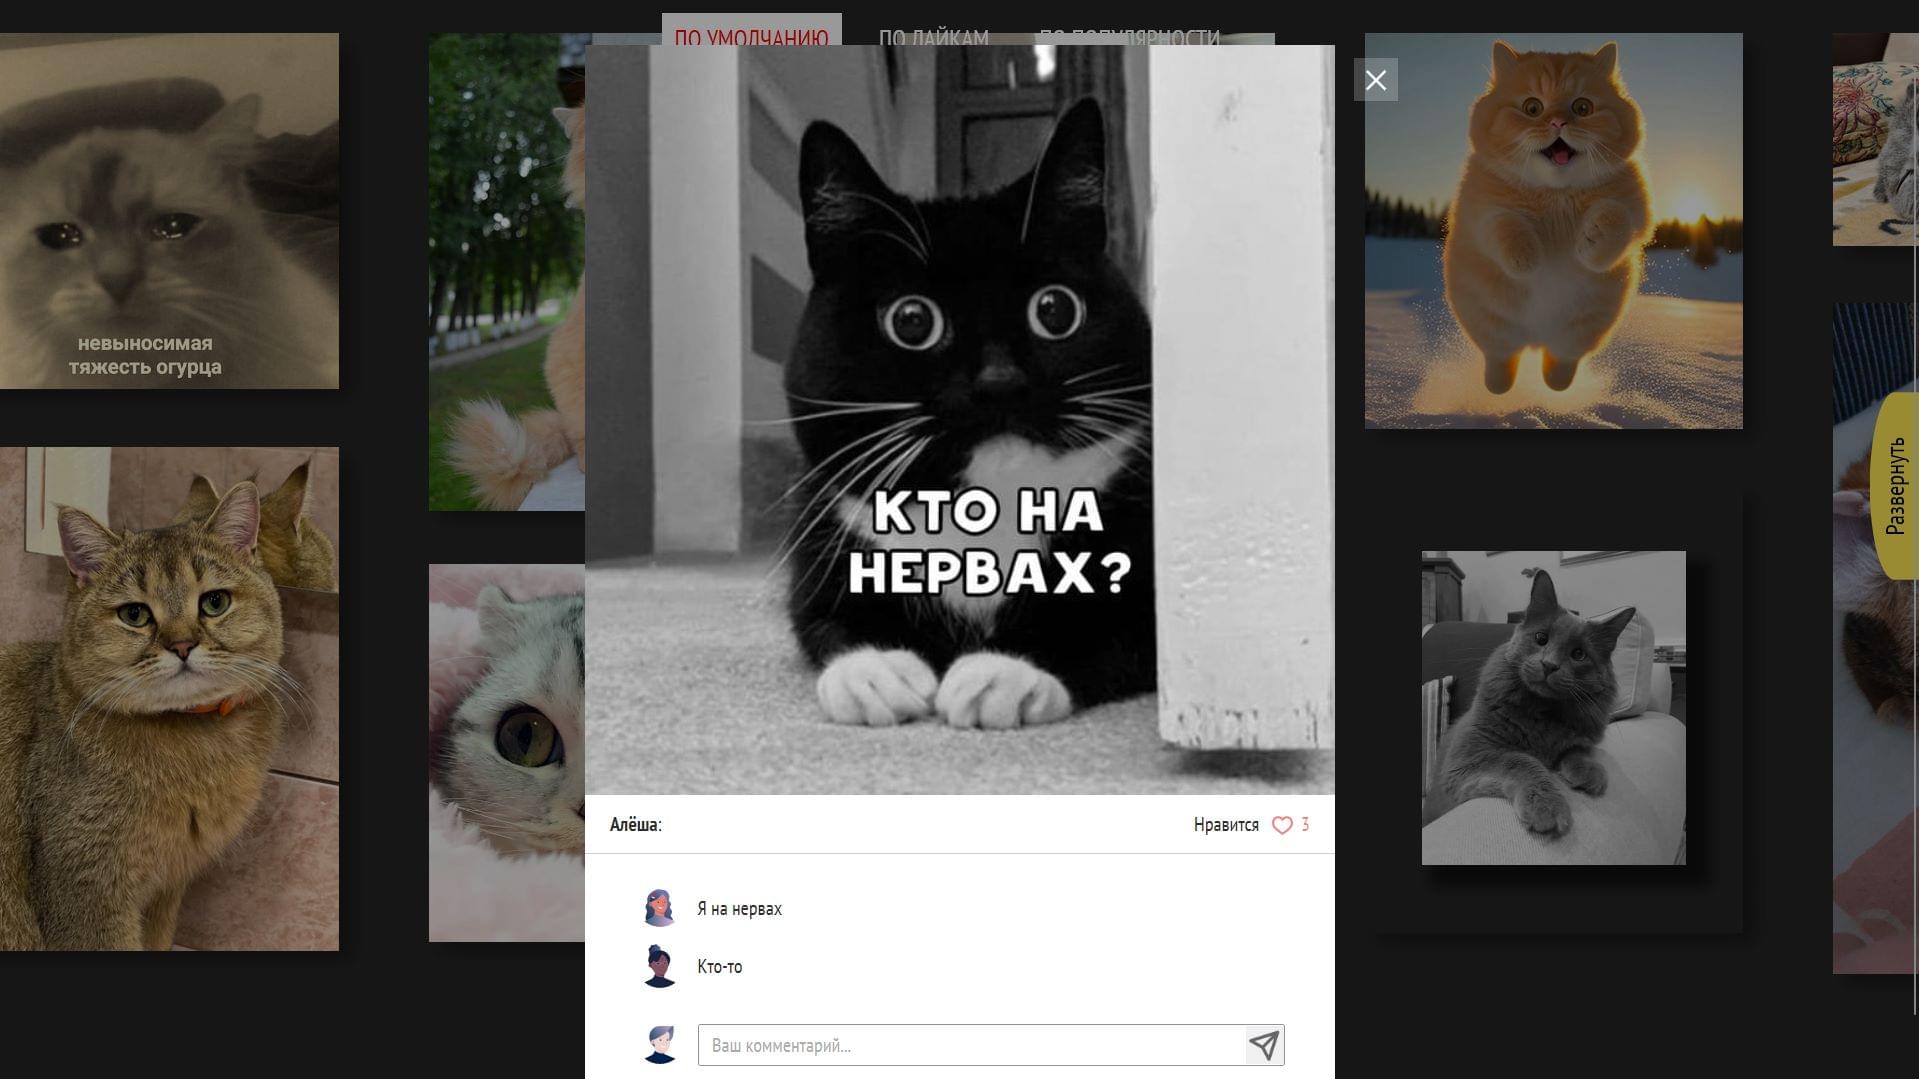 ПО УМОЛЧАНИЮ
ПО ЛАЙКАМ
ПО ПОПУЛЯРНОСТИ
невыносимая
тяжесть огурца
КТО НА
НЕРВАХ?
Развернуть
Алёша:
Нравится 3
Я на нервах
Кто-то
Ваш комментарий...